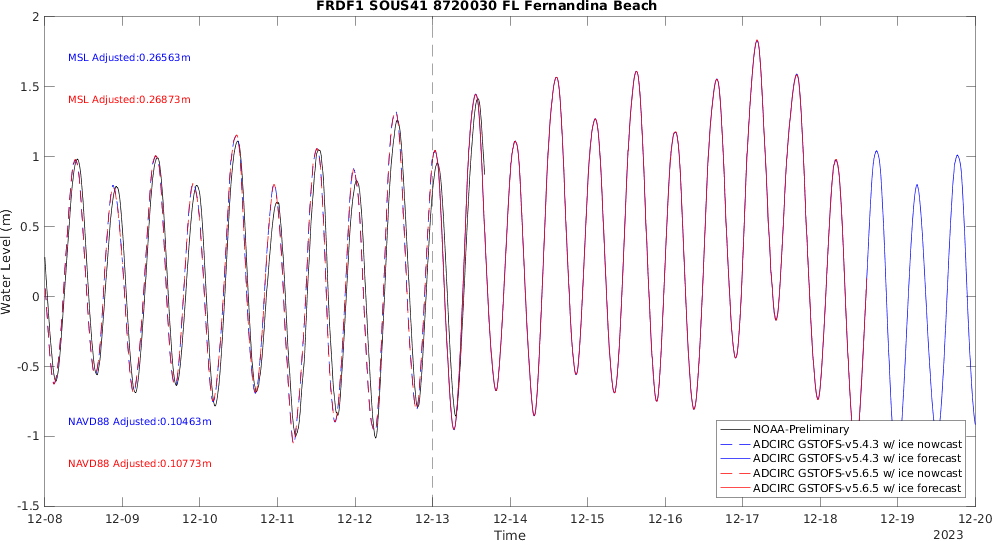 FRDF1 SOUS41 8720030 FL Fernandina Beach
2
1.5
1
0.5
0
-0.5
-1
-1.5
Water Level (m)
MSL Adjusted:0.26563m
MSL Adjusted:0.26873m
NAVD88 Adjusted:0.10463m
NAVD88 Adjusted:0.10773m
NOAA-Preliminary
ADCIRC GSTOFS-v5.4.3 w/ ice nowcast
ADCIRC GSTOFS-v5.4.3 w/ ice forecast
ADCIRC GSTOFS-v5.6.5 w/ ice nowcast
ADCIRC GSTOFS-v5.6.5 w/ ice forecast
12-08 12-09 12-10 12-11 12-12 12-13 12-14 12-15 12-16 12-17 12-18 12-19 12-20
Time
2023